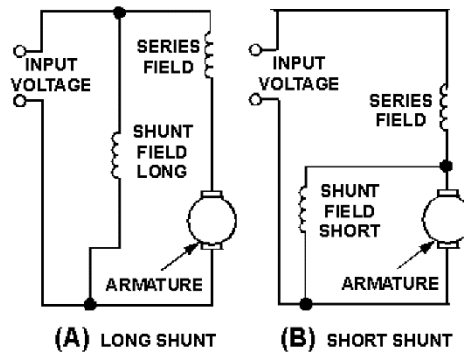 INPUT
VOLTAGE
SERIES
FIELD
SHUNT
FIELD
LONG
ARMATURE
(A) LONG SHUNT
INPUT
VOLTAGE
SERIES
FIELD
SHUNT
FIELD
SHORT
ARMATURE
(B) SHORT SHUNT